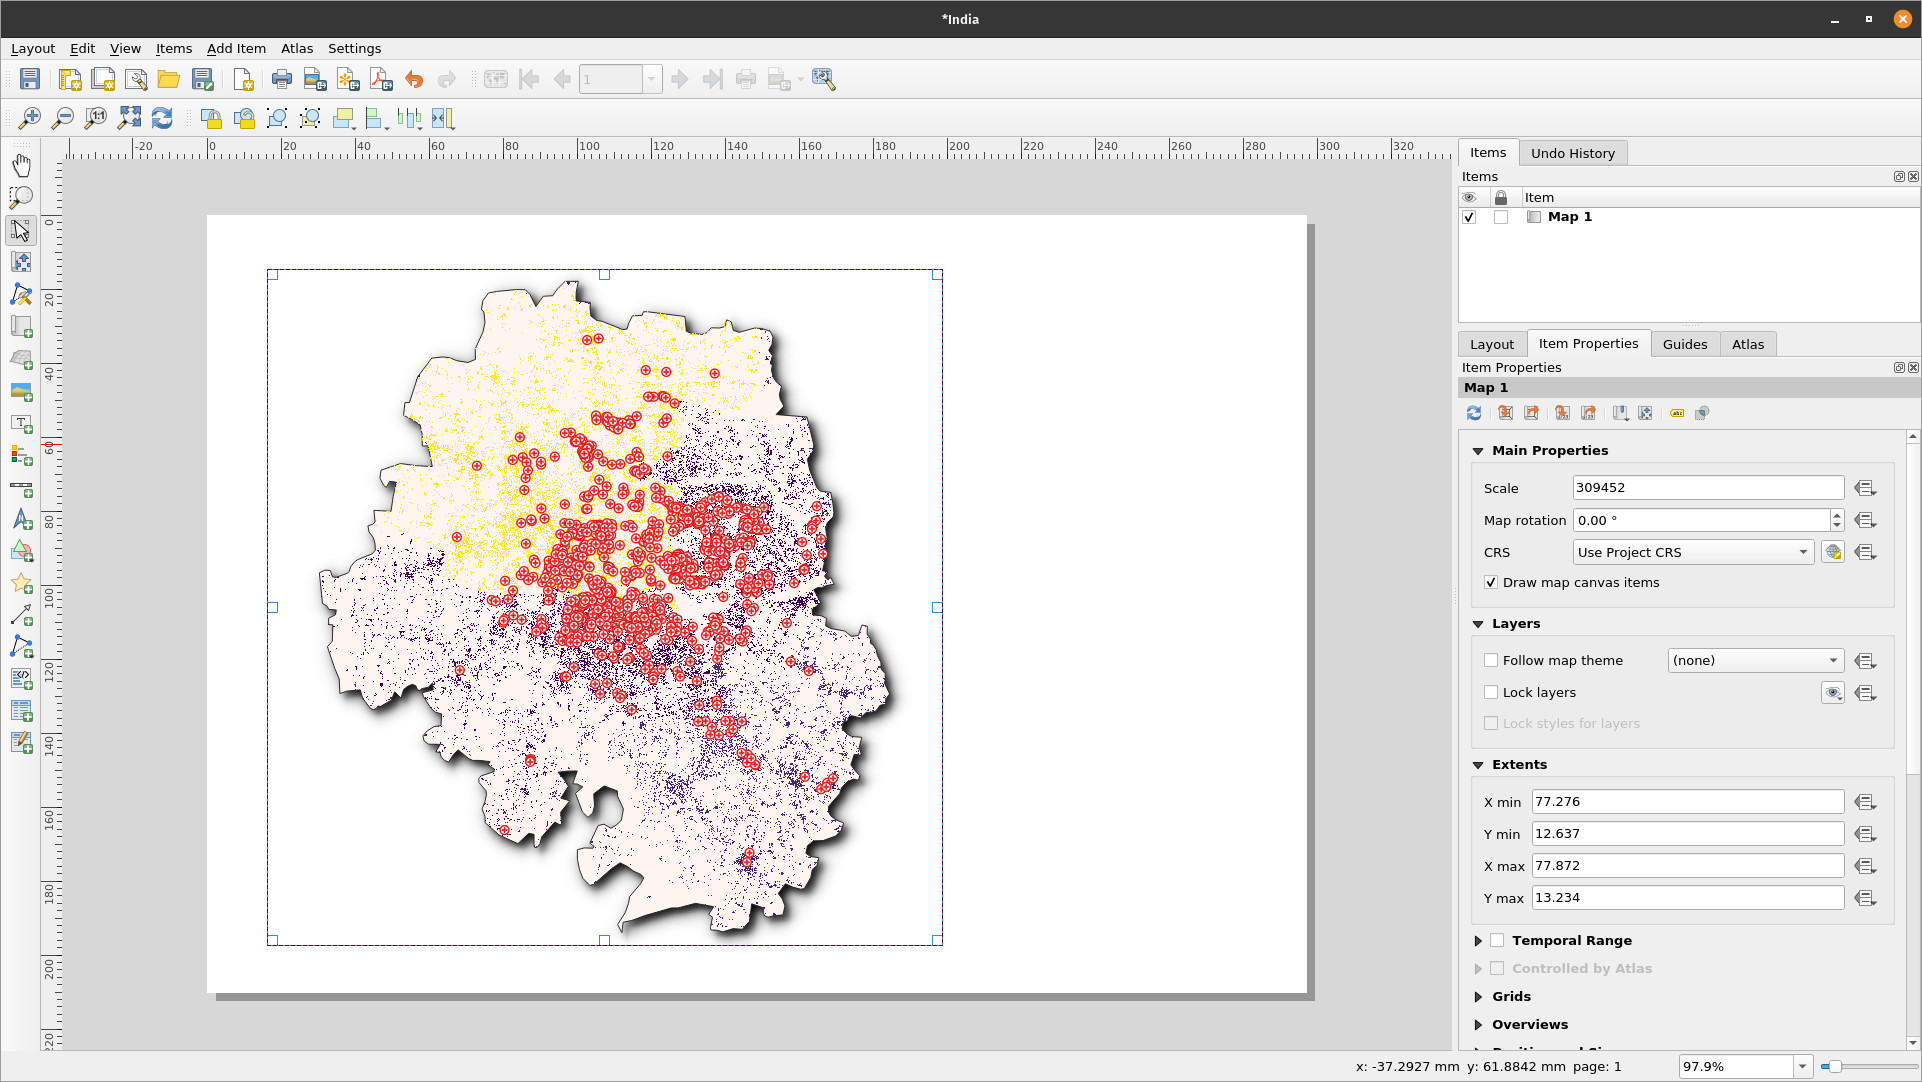 *India
Layout Edit View Items Add Item Atlas Settings
1
1:1
-20 0 20 40 60 80 100 120 140 160 180 200 220 240 260 280 300 320
0
20
40
60
80
100
120
140
160
180
200
220
Items Undo History
Items
Item
Map 1
Layout Item Properties Guides Atlas
Item Properties
Map 1
Main Properties
Scale 309452
Map rotation 0.00 °
CRS Use Project CRS
Draw map canvas items
Layers
Follow map theme (none)
Lock layers
Lock styles for layers
Extents
X min 77.276
Y min 12.637
X max 77.872
Y max 13.234
Temporal Range
Controlled by Atlas
Grids
Overviews
x: -37.2927 mm y: 61.8842 mm page: 1 97.9%